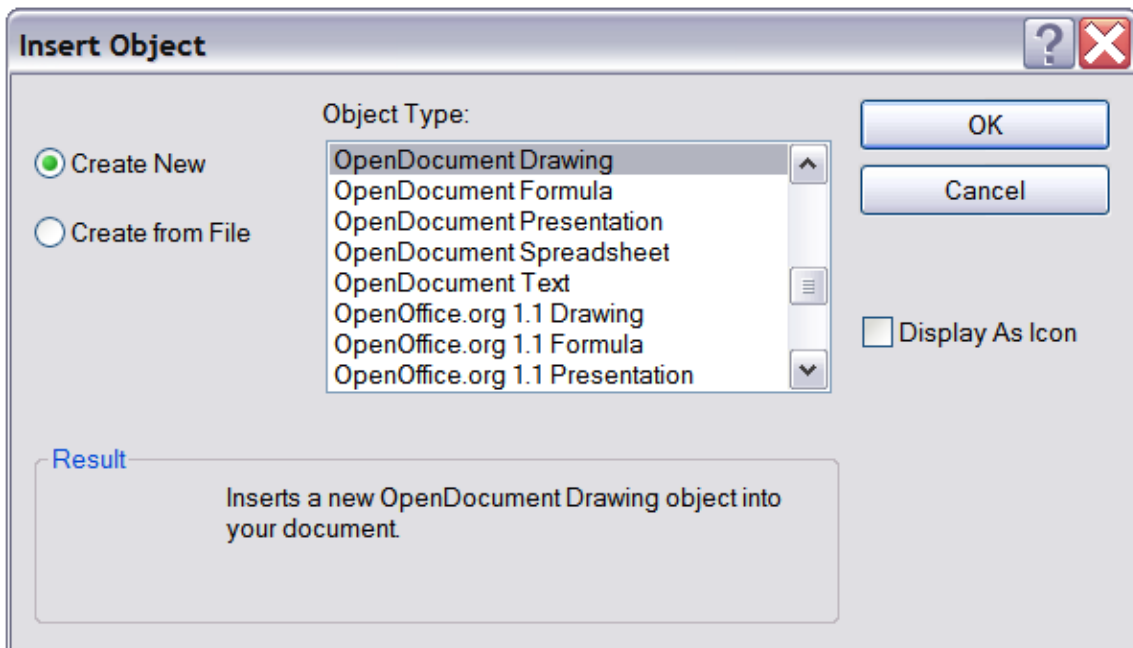 Insert Object
Object Type:
Create New
Create from File
OpenDocument Drawing
OpenDocument Formula
OpenDocument Presentation
OpenDocument Spreadsheet
OpenDocument Text
OpenOffice.org 1.1 Drawing
OpenOffice.org 1.1 Formula
OpenOffice.org 1.1 Presentation
OK
Cancel
Display As Icon
Result
Inserts a new OpenDocument Drawing object into
your document.